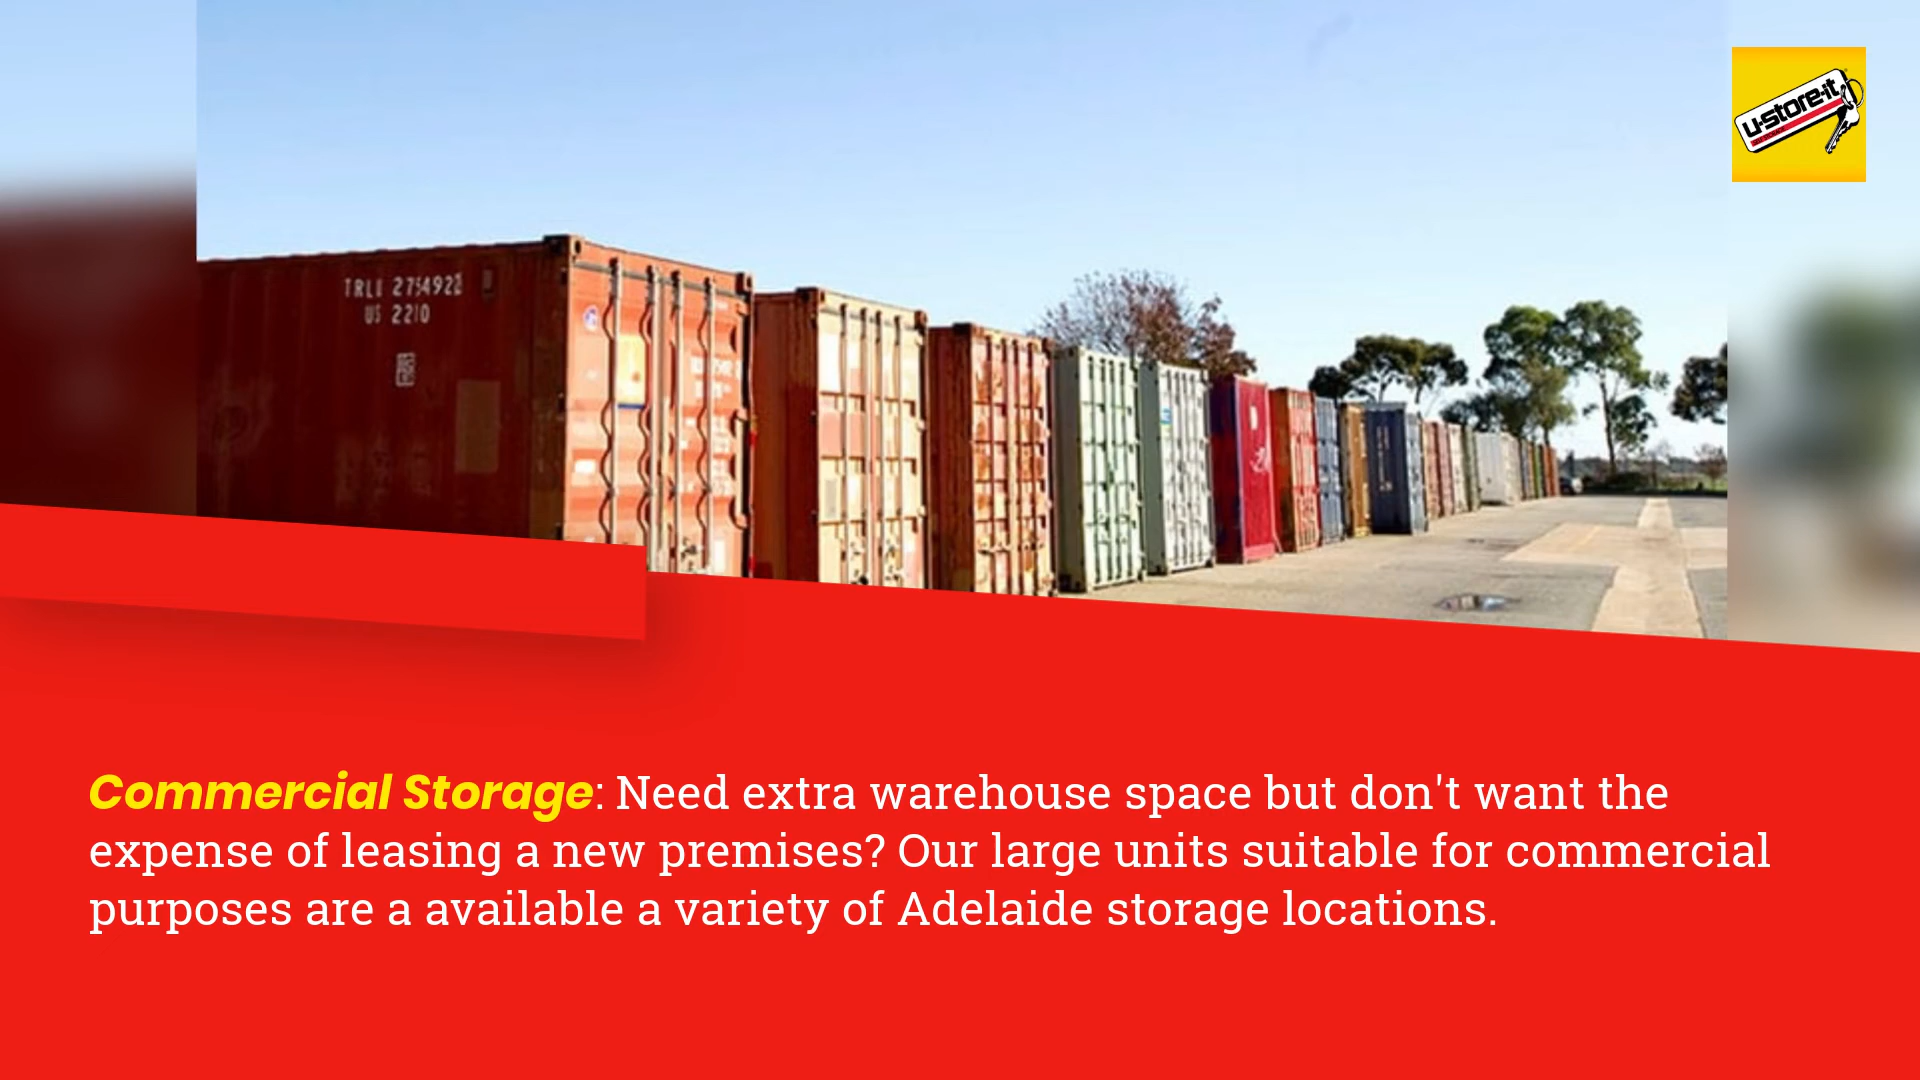 u-store-it
TRLU 2754922
US 2210
Commercial Storage: Need extra warehouse space but don't want the
expense of leasing a new premises? Our large units suitable for commercial
purposes are a available a variety of Adelaide storage locations.